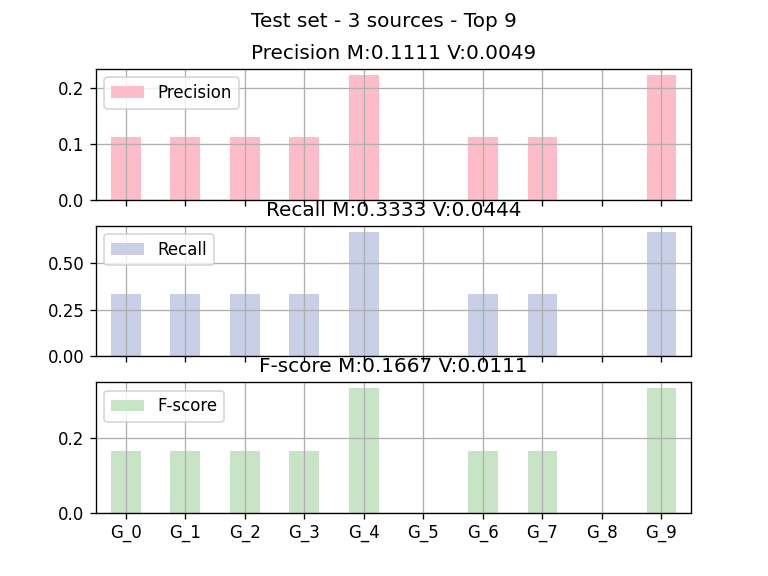 Test set - 3 sources - Top 9
Precision M:0.1111 V:0.0049
0.2
0.1
0.0
Precision
Recall M:0.3333 V:0.0444
0.50
0.25
0.00
Recall
F-score M:0.1667 V:0.0111
0.2
0.0
F-score
G_0 G_1 G_2 G_3 G_4 G_5 G_6 G_7 G_8 G_9